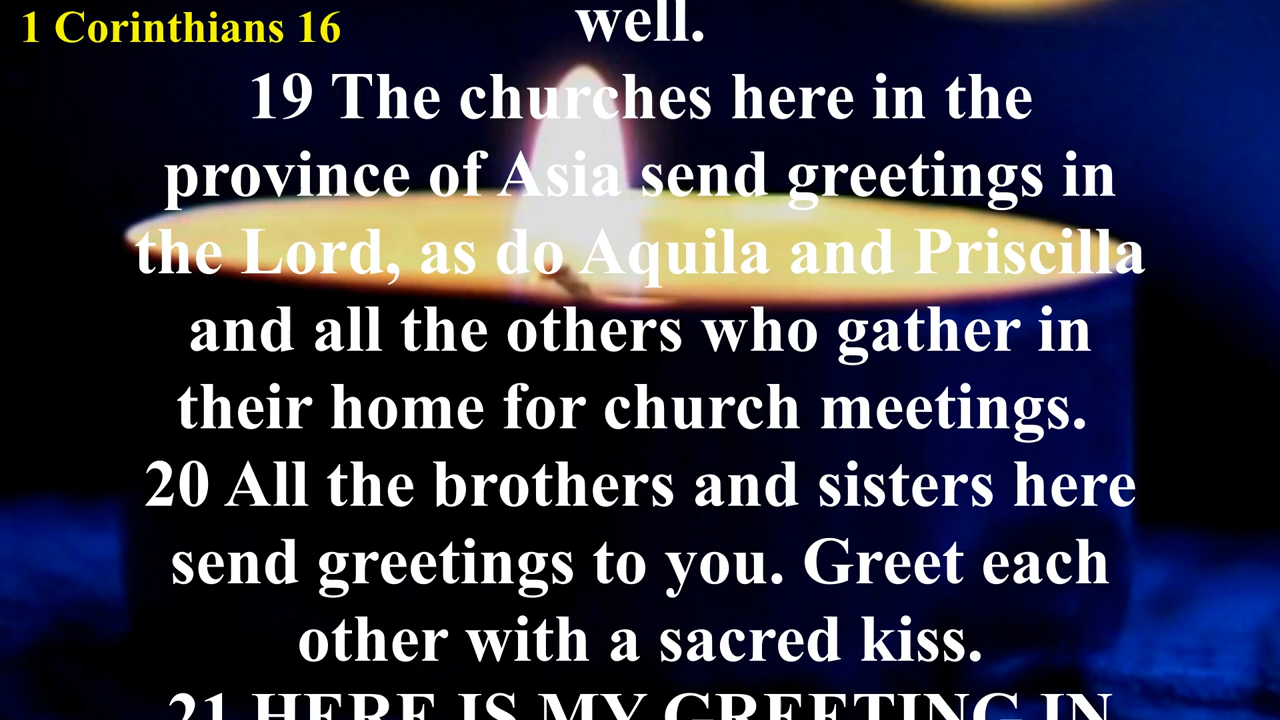 1 Corinthians 16
well.
19 The churches here in the
province of Asia send greetings in
the Lord, as do Aquila and Priscilla
and all the others who gather in
their home for church meetings.
20 All the brothers and sisters here
send greetings to you. Greet each
other with a sacred kiss.
21 HERE IS MY GREETING IN